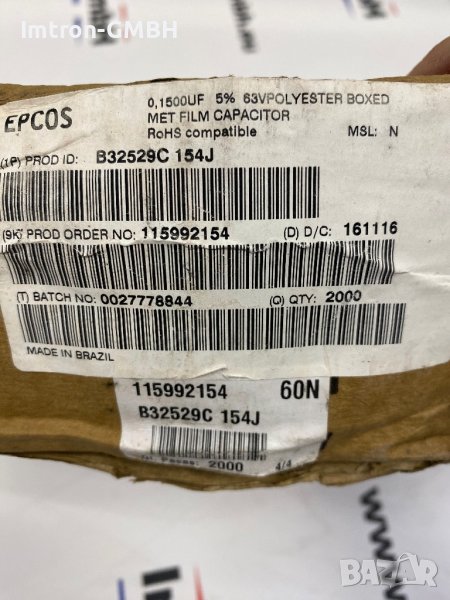 Imtron-GMBH
EPCOS
0,1500UF 5% 63VPOLYESTER BOXED
MET FILM CAPACITOR
RoHS compatible
MSL: N
(1P) PROD ID: B32529C 154J
(9K) PROD ORDER NO: 115992154 (D) D/C: 161116
(T) BATCH NO: 0027778844 (Q) QTY: 2000
MADE IN BRAZIL
115992154 60N
B32529C 154J
2000 4/4
BAZAR